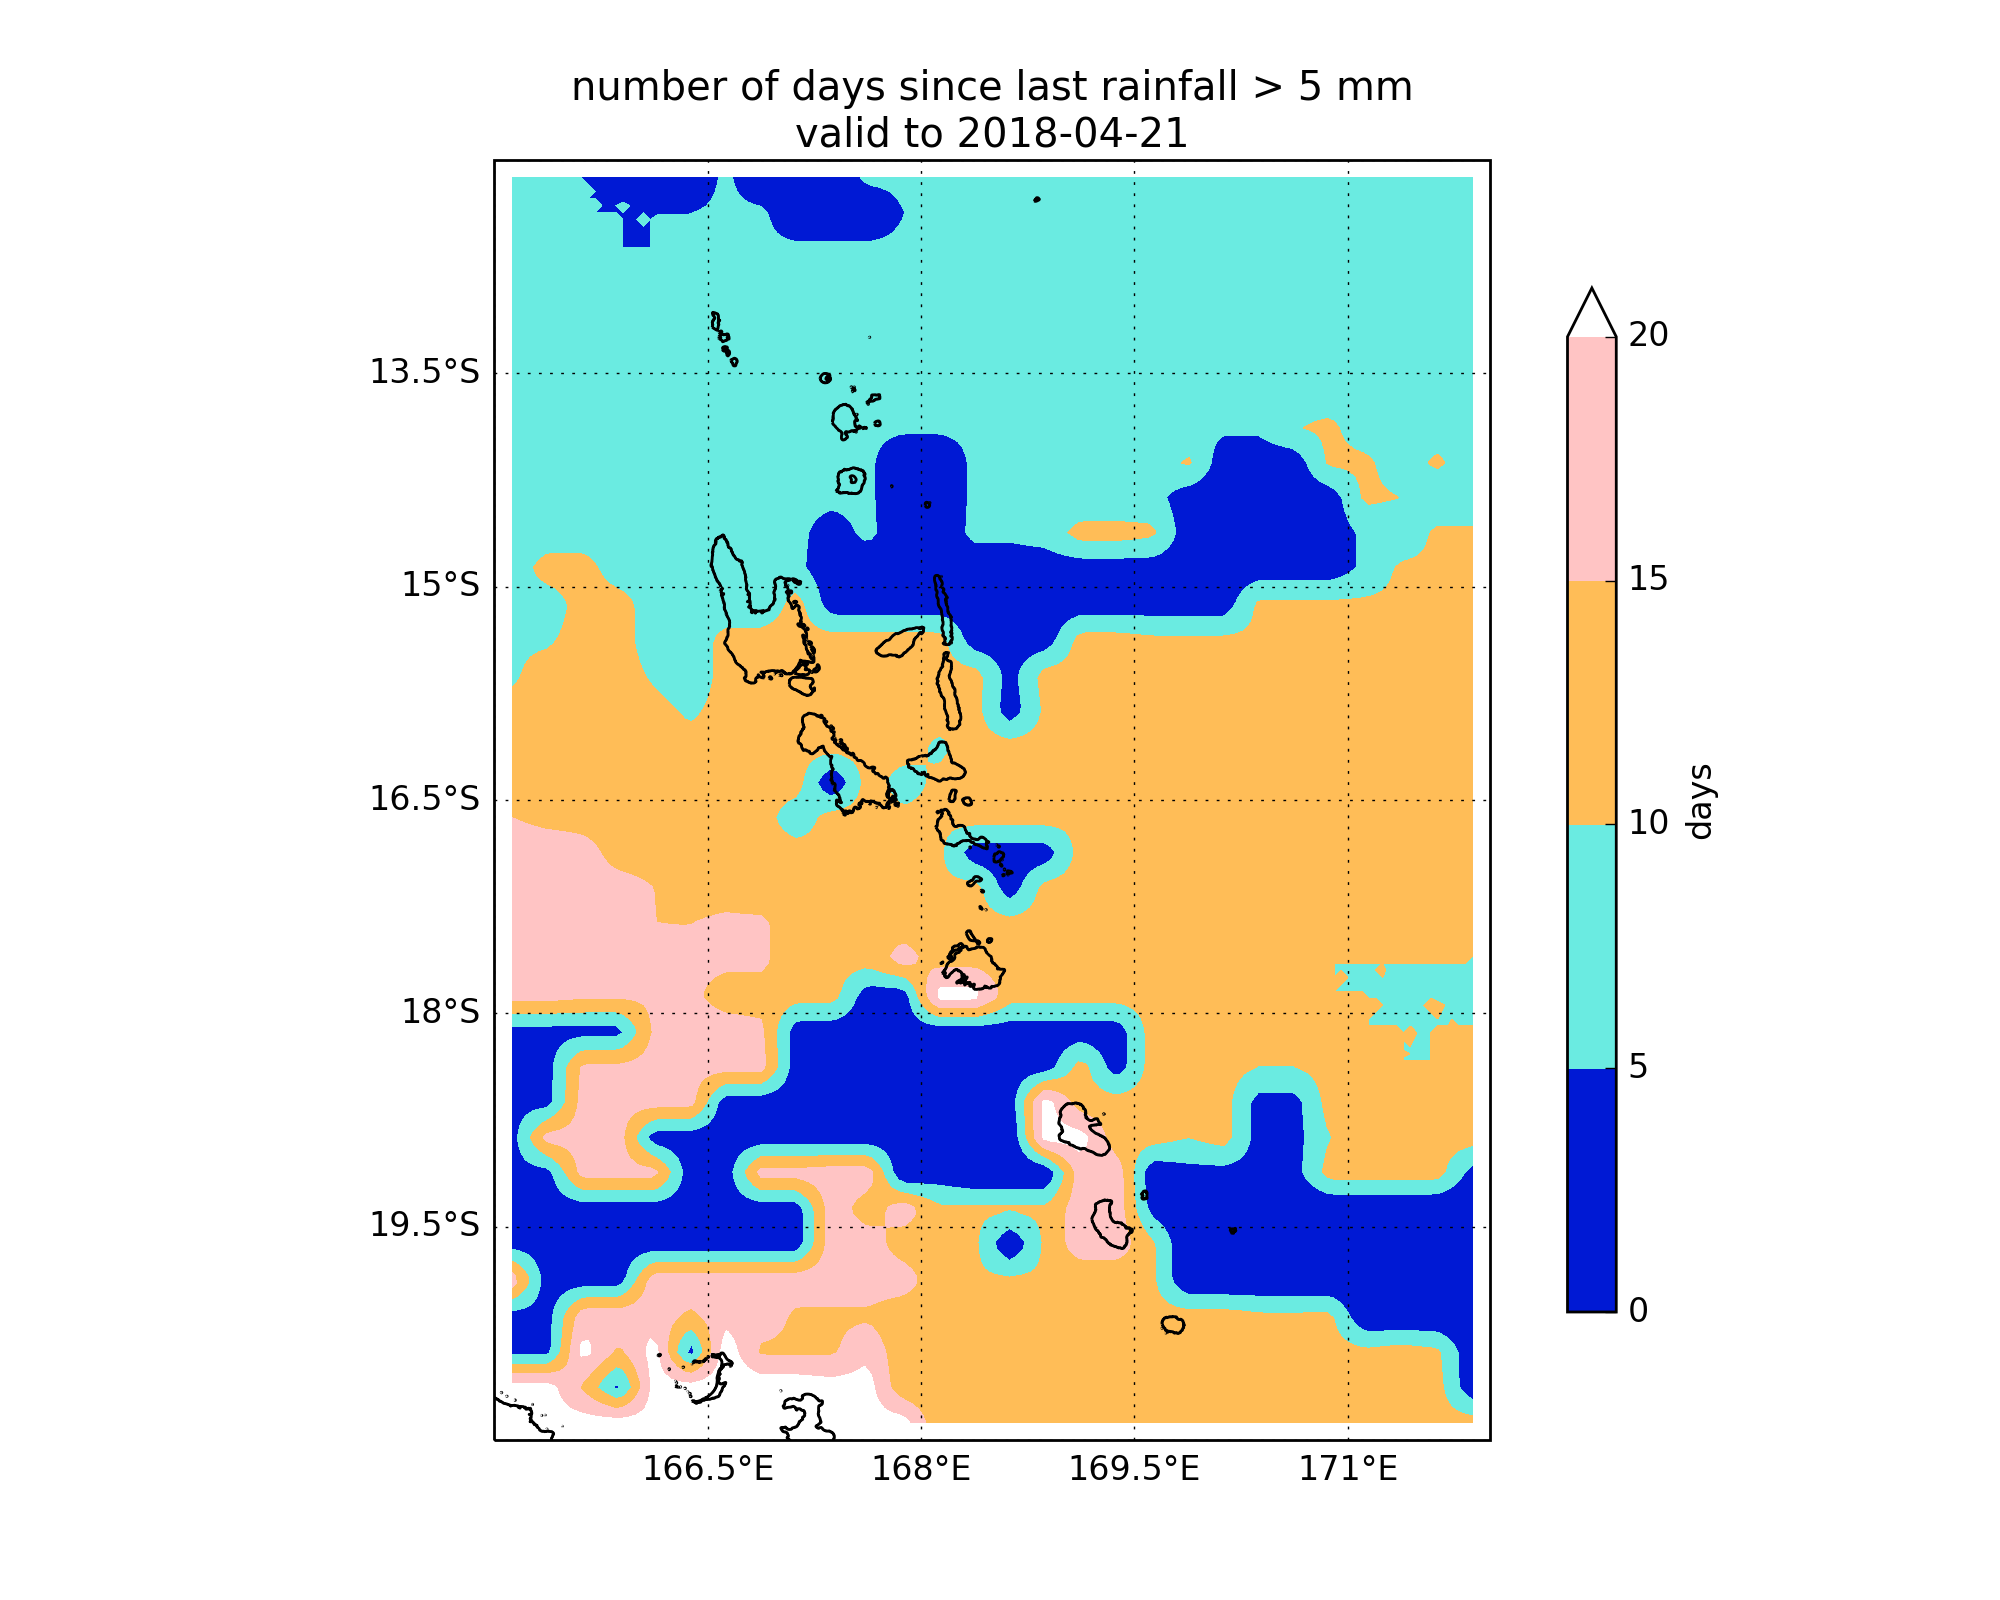 number of days since last rainfall > 5 mm
valid to 2018-04-21
13.5°S
15°S
16.5°S
18°S
19.5°S
166.5°E
168°E
169.5°E
171°E
20
15
10
5
0
days